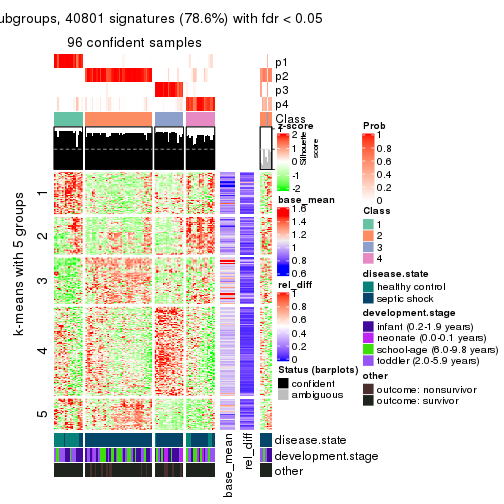 ubgroups, 40801 signatures (78.6%) with fdr < 0.05
96 confident samples
p1
p2
p3
p4
Class
z-score
2
1
0
-1
-2
Silhouette
score
base_mean
1.6
1.4
1.2
1
0.8
0.6
rel_diff
1
0.8
0.6
0.4
0.2
0
Status (barplots)
confident
ambiguous
Prob
1
0.8
0.6
0.4
0.2
0
Class
1
2
3
4
disease.state
healthy control
septic shock
development.stage
infant (0.2-1.9 years)
neonate (0.0-0.1 years)
school-age (6.0-9.8 years)
toddler (2.0-5.9 years)
other
outcome: nonsurvivor
outcome: survivor
k-means with 5 groups
1
2
3
4
5
disease.state
development.stage
other
base_mean
rel_diff